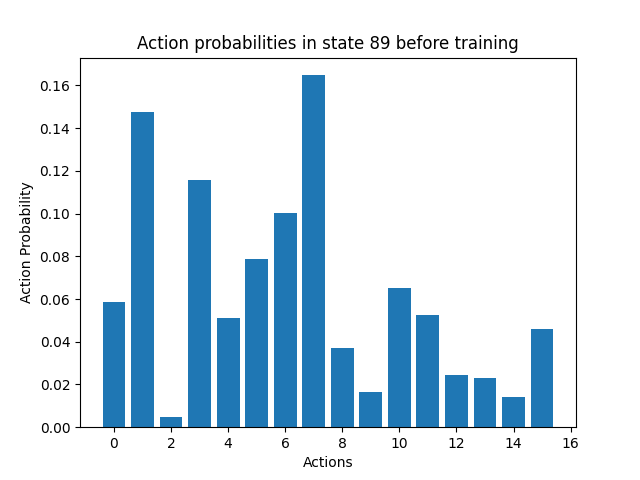 Action probabilities in state 89 before training
0.16
0.14
0.12
0.10
0.08
0.06
0.04
0.02
0.00
Action Probability
0 2 4 6 8 10 12 14 16
Actions